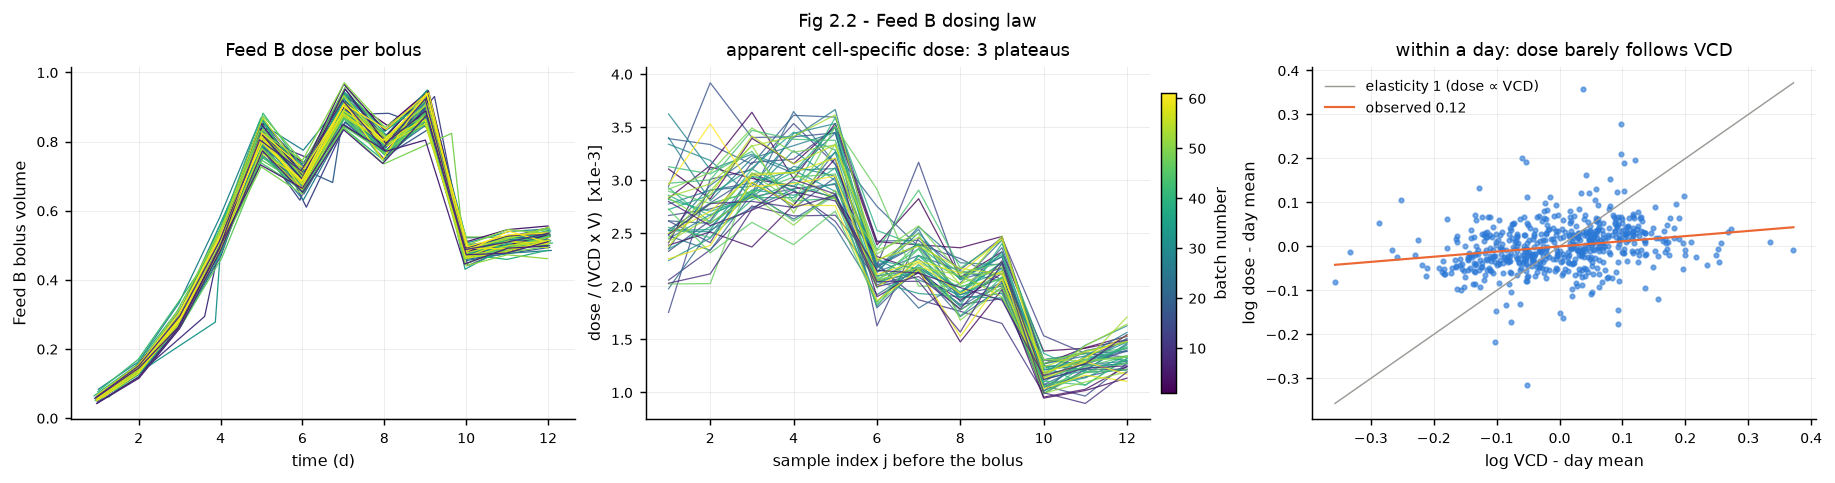 Fig 2.2 - Feed B dosing law
Feed B dose per bolus
Feed B bolus volume
1.0
0.8
0.6
0.4
0.2
0.0
2 4 6 8 10 12
time (d)
apparent cell-specific dose: 3 plateaus
dose / (VCD x V) [x1e-3]
4.0
3.5
3.0
2.5
2.0
1.5
1.0
2 4 6 8 10 12
sample index j before the bolus
60
50
40
30
20
10
batch number
within a day: dose barely follows VCD
elasticity 1 (dose ∝ VCD)
observed 0.12
log dose - day mean
0.4
0.3
0.2
0.1
0.0
−0.1
−0.2
−0.3
−0.3 −0.2 −0.1 0.0 0.1 0.2 0.3 0.4
log VCD - day mean